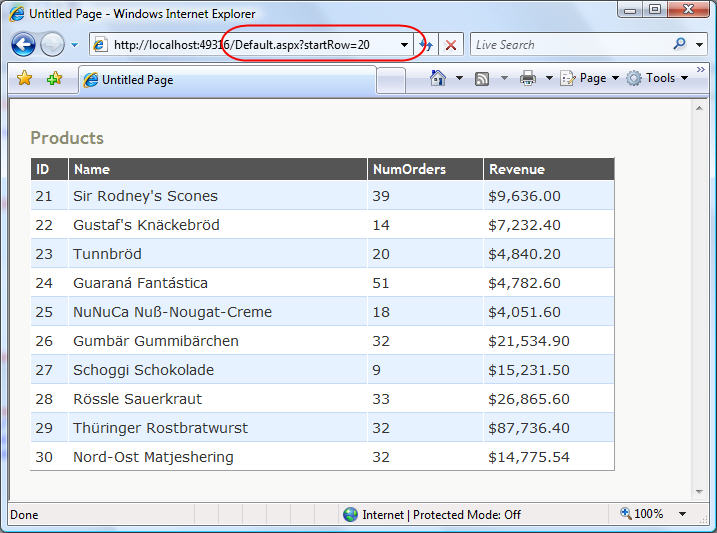 Untitled Page - Windows Internet Explorer
http://localhost:49316/Default.aspx?startRow=20 Live Search
Untitled Page Page Tools
Products
ID Name NumOrders Revenue
21 Sir Rodney's Scones 39 $9,636.00
22 Gustaf's Knäckebröd 14 $7,232.40
23 Tunnbröd 20 $4,840.20
24 Guaraná Fantástica 51 $4,782.60
25 NuNuCa Nuß-Nougat-Creme 18 $4,051.60
26 Gumbär Gummibärchen 32 $21,534.90
27 Schoggi Schokolade 9 $15,231.50
28 Rössle Sauerkraut 33 $26,865.60
29 Thüringer Rostbratwurst 32 $87,736.40
30 Nord-Ost Matjeshering 32 $14,775.54
Done Internet | Protected Mode: Off 100%